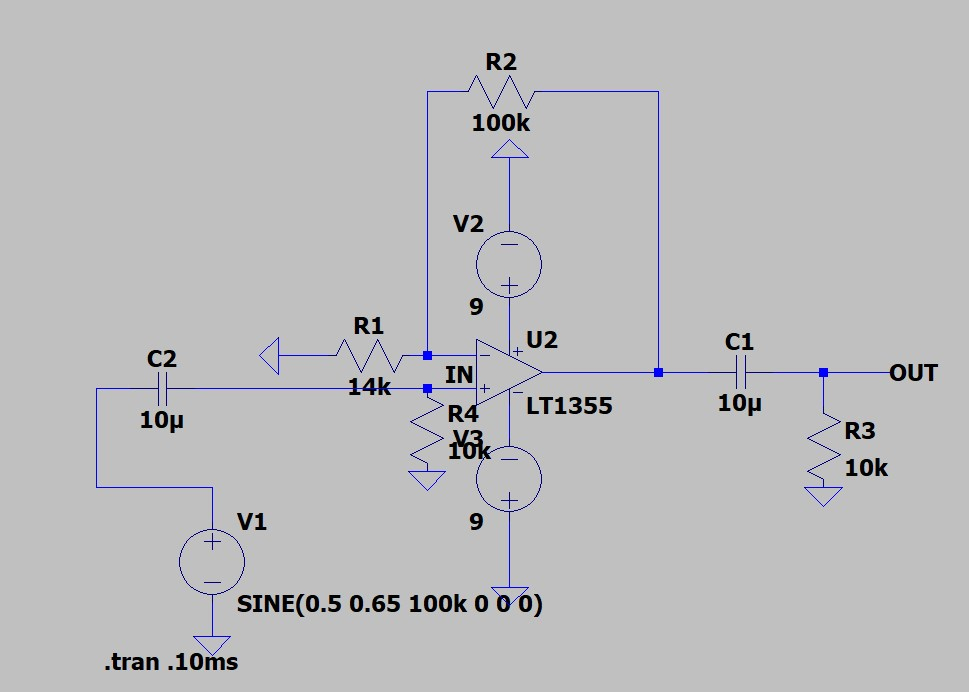 R2
100k
V2
9
R1
14k
U2
IN
LT1355
C2
10µ
C1
10µ
OUT
R4
10k
V3
9
R3
10k
V1
SINE(0.5 0.65 100k 0 0 0)
.tran .10ms